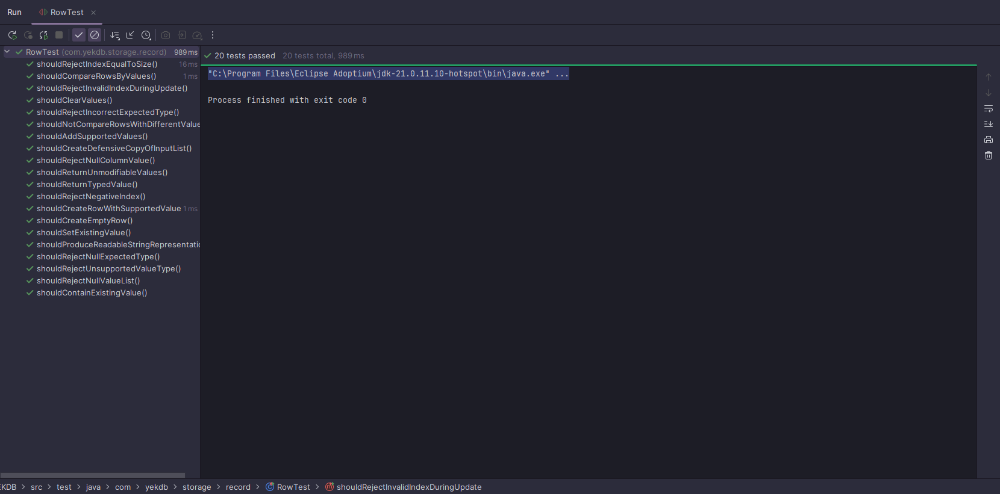 Run RowTest
RowTest (com.yekdb.storage.record) 989 ms
shouldRejectIndexEqualToSize() 16 ms
shouldCompareRowsByValues() 1 ms
shouldRejectInvalidIndexDuringUpdate()
shouldClearValues()
shouldRejectIncorrectExpectedType()
shouldNotCompareRowsWithDifferentValue
shouldAddSupportedValues()
shouldCreateDefensiveCopyOfInputList()
shouldRejectNullColumnValue()
shouldReturnUnmodifiableValues()
shouldReturnTypedValue()
shouldRejectNegativeIndex()
shouldCreateRowWithSupportedValue 1 ms
shouldCreateEmptyRow()
shouldSetExistingValue()
shouldProduceReadableStringRepresentatio
shouldRejectNullExpectedType()
shouldRejectUnsupportedValueType()
shouldRejectNullValueList()
shouldContainExistingValue()
20 tests passed 20 tests total, 989 ms
"C:\Program Files\Eclipse Adoptium\jdk-21.0.11.10-hotspot\bin\java.exe" ...
Process finished with exit code 0
EKDB > src > test > java > com > yekdb > storage > record > RowTest > shouldRejectInvalidIndexDuringUpdate